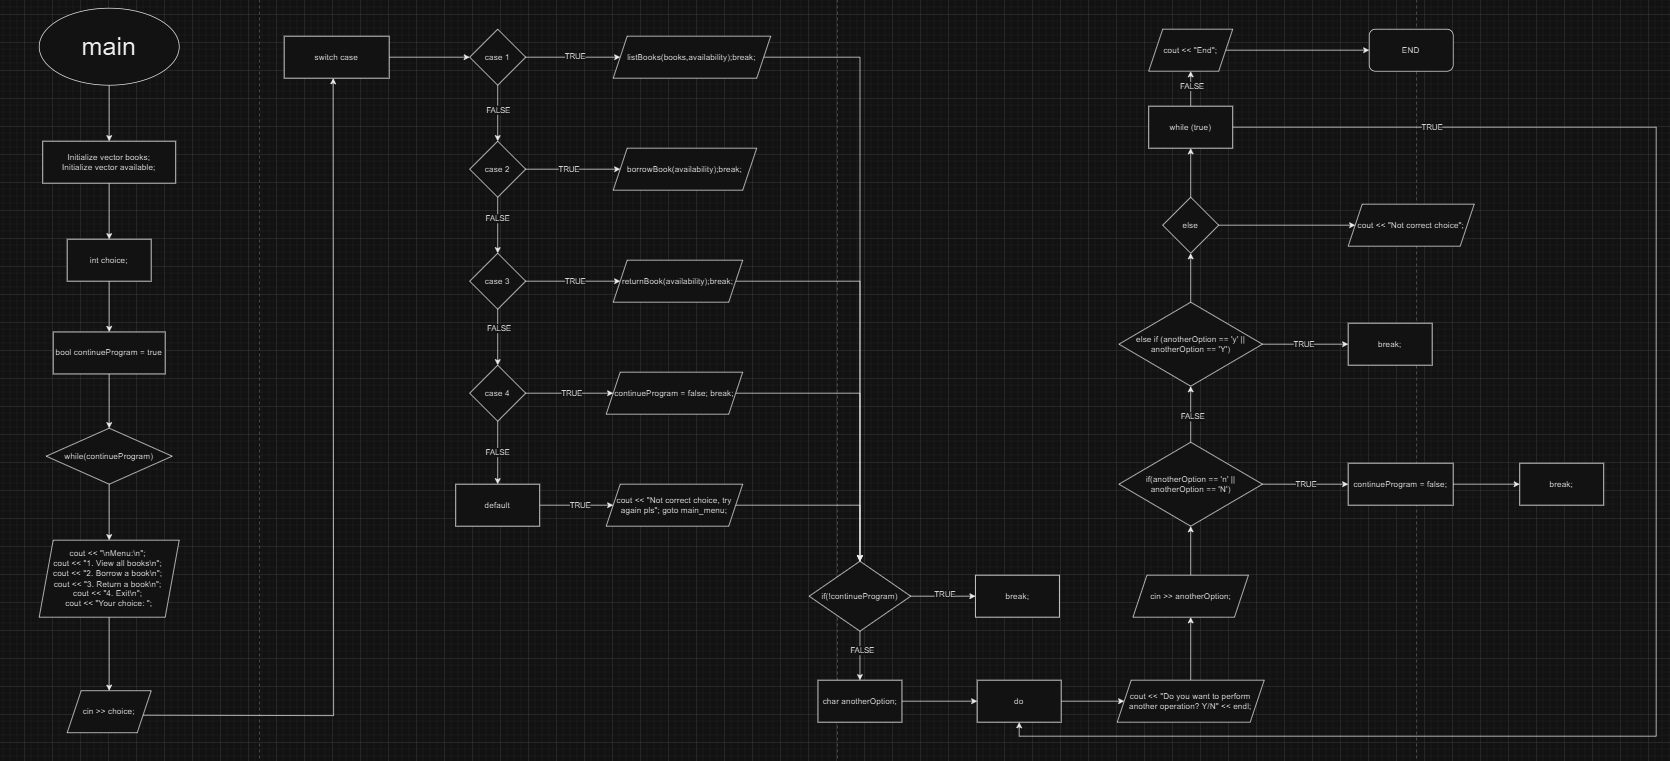 main
Initialize vector books;
Initialize vector available;
int choice;
bool continueProgram = true
while(continueProgram)
cout << "\nMenu:\n";
cout << "1. View all books\n";
cout << "2. Borrow a book\n";
cout << "3. Return a book\n";
cout << "4. Exit\n";
cout << "Your choice: ";
cin >> choice;
switch case
case 1
TRUE
listBooks(books,availability);break;
FALSE
case 2
TRUE
borrowBook(availability);break;
FALSE
case 3
TRUE
returnBook(availability);break;
FALSE
case 4
TRUE
continueProgram = false; break;
FALSE
default
TRUE
cout << "Not correct choice, try
again pls"; goto main_menu;
if(!continueProgram)
TRUE
break;
FALSE
char anotherOption;
do
cout << "Do you want to perform
another operation? Y/N" << endl;
cin >> anotherOption;
if(anotherOption == 'n' ||
anotherOption == 'N')
TRUE
continueProgram = false;
break;
FALSE
else if (anotherOption == 'y' ||
anotherOption == 'Y')
TRUE
break;
else
cout << "Not correct choice";
while (true)
TRUE
FALSE
cout << "End";
END